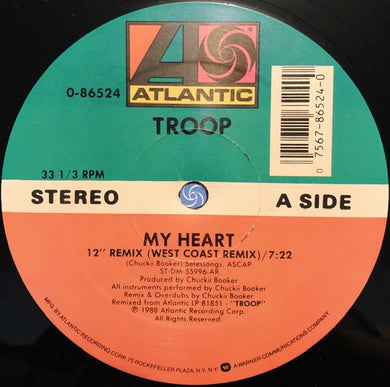 ATLANTIC
0-86524
TROOP
0 7567-86524-0
33 1/3 RPM
STEREO
A SIDE
MY HEART
12" REMIX (WEST COAST REMIX)/7:22
(Chuckii Booker) Selessongs, ASCAP
ST-DM-55996-AR
Produced by Chuckii Booker
All instruments performed by Chuckii Booker
Remix & Overdubs by Chuckii Booker
Remixed from Atlantic LP 81851 - "TROOP"
℗ 1988 Atlantic Recording Corp.
All Rights Reserved.
MFG. BY ATLANTIC RECORDING CORP., 75 ROCKEFELLER PLAZA, N.Y., N.Y. A WARNER COMMUNICATIONS COMPANY